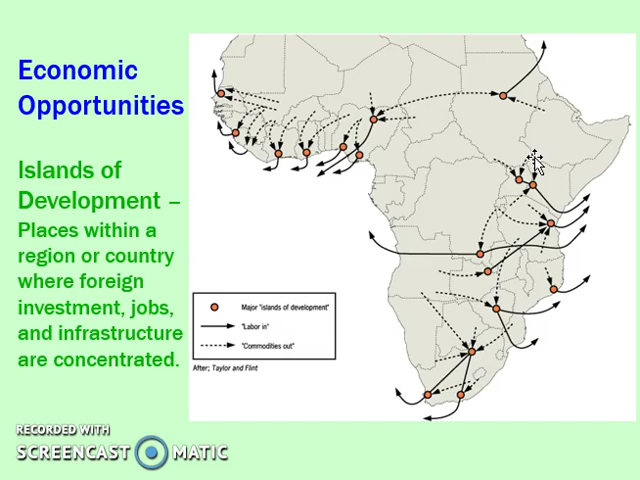 Economic
Opportunities
Islands of
Development –
Places within a
region or country
where foreign
investment, jobs,
and infrastructure
are concentrated.
Major "islands of development"
"Labor in"
"Commodities out"
After; Taylor and Flint
RECORDED WITH
SCREENCAST MATIC